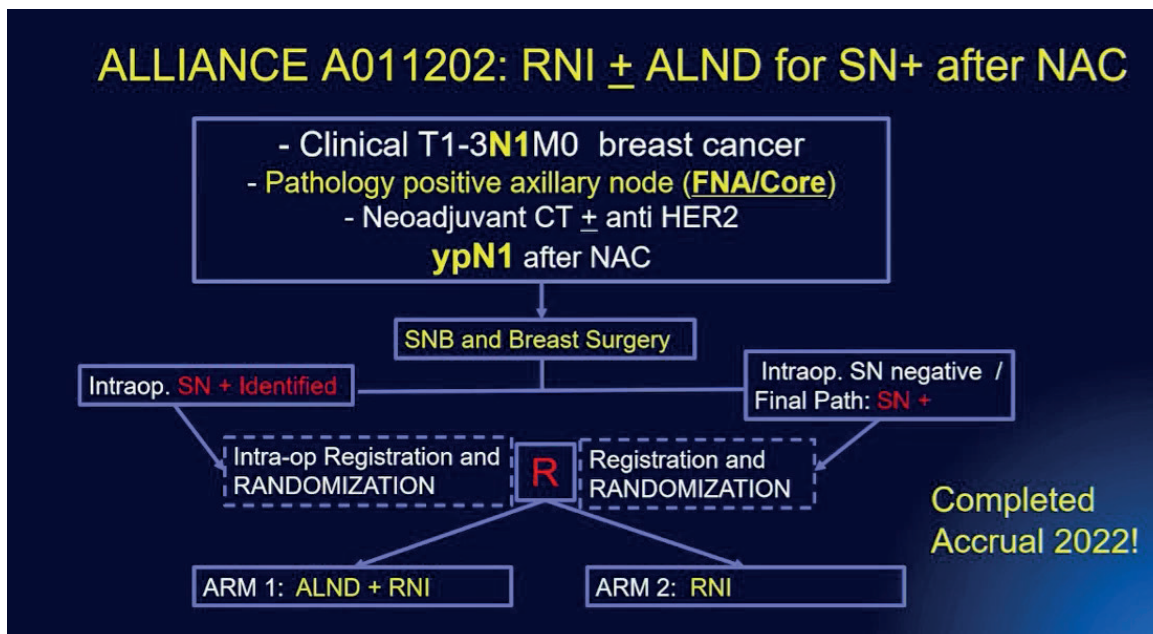 ALLIANCE A011202: RNI ± ALND for SN+ after NAC
- Clinical T1-3N1M0 breast cancer
- Pathology positive axillary node (FNA/Core)
- Neoadjuvant CT ± anti HER2
ypN1 after NAC
SNB and Breast Surgery
Intraop. SN + Identified
Intraop. SN negative /
Final Path: SN +
Intra-op Registration and
RANDOMIZATION
R
Registration and
RANDOMIZATION
Completed
Accrual 2022!
ARM 1: ALND + RNI
ARM 2: RNI